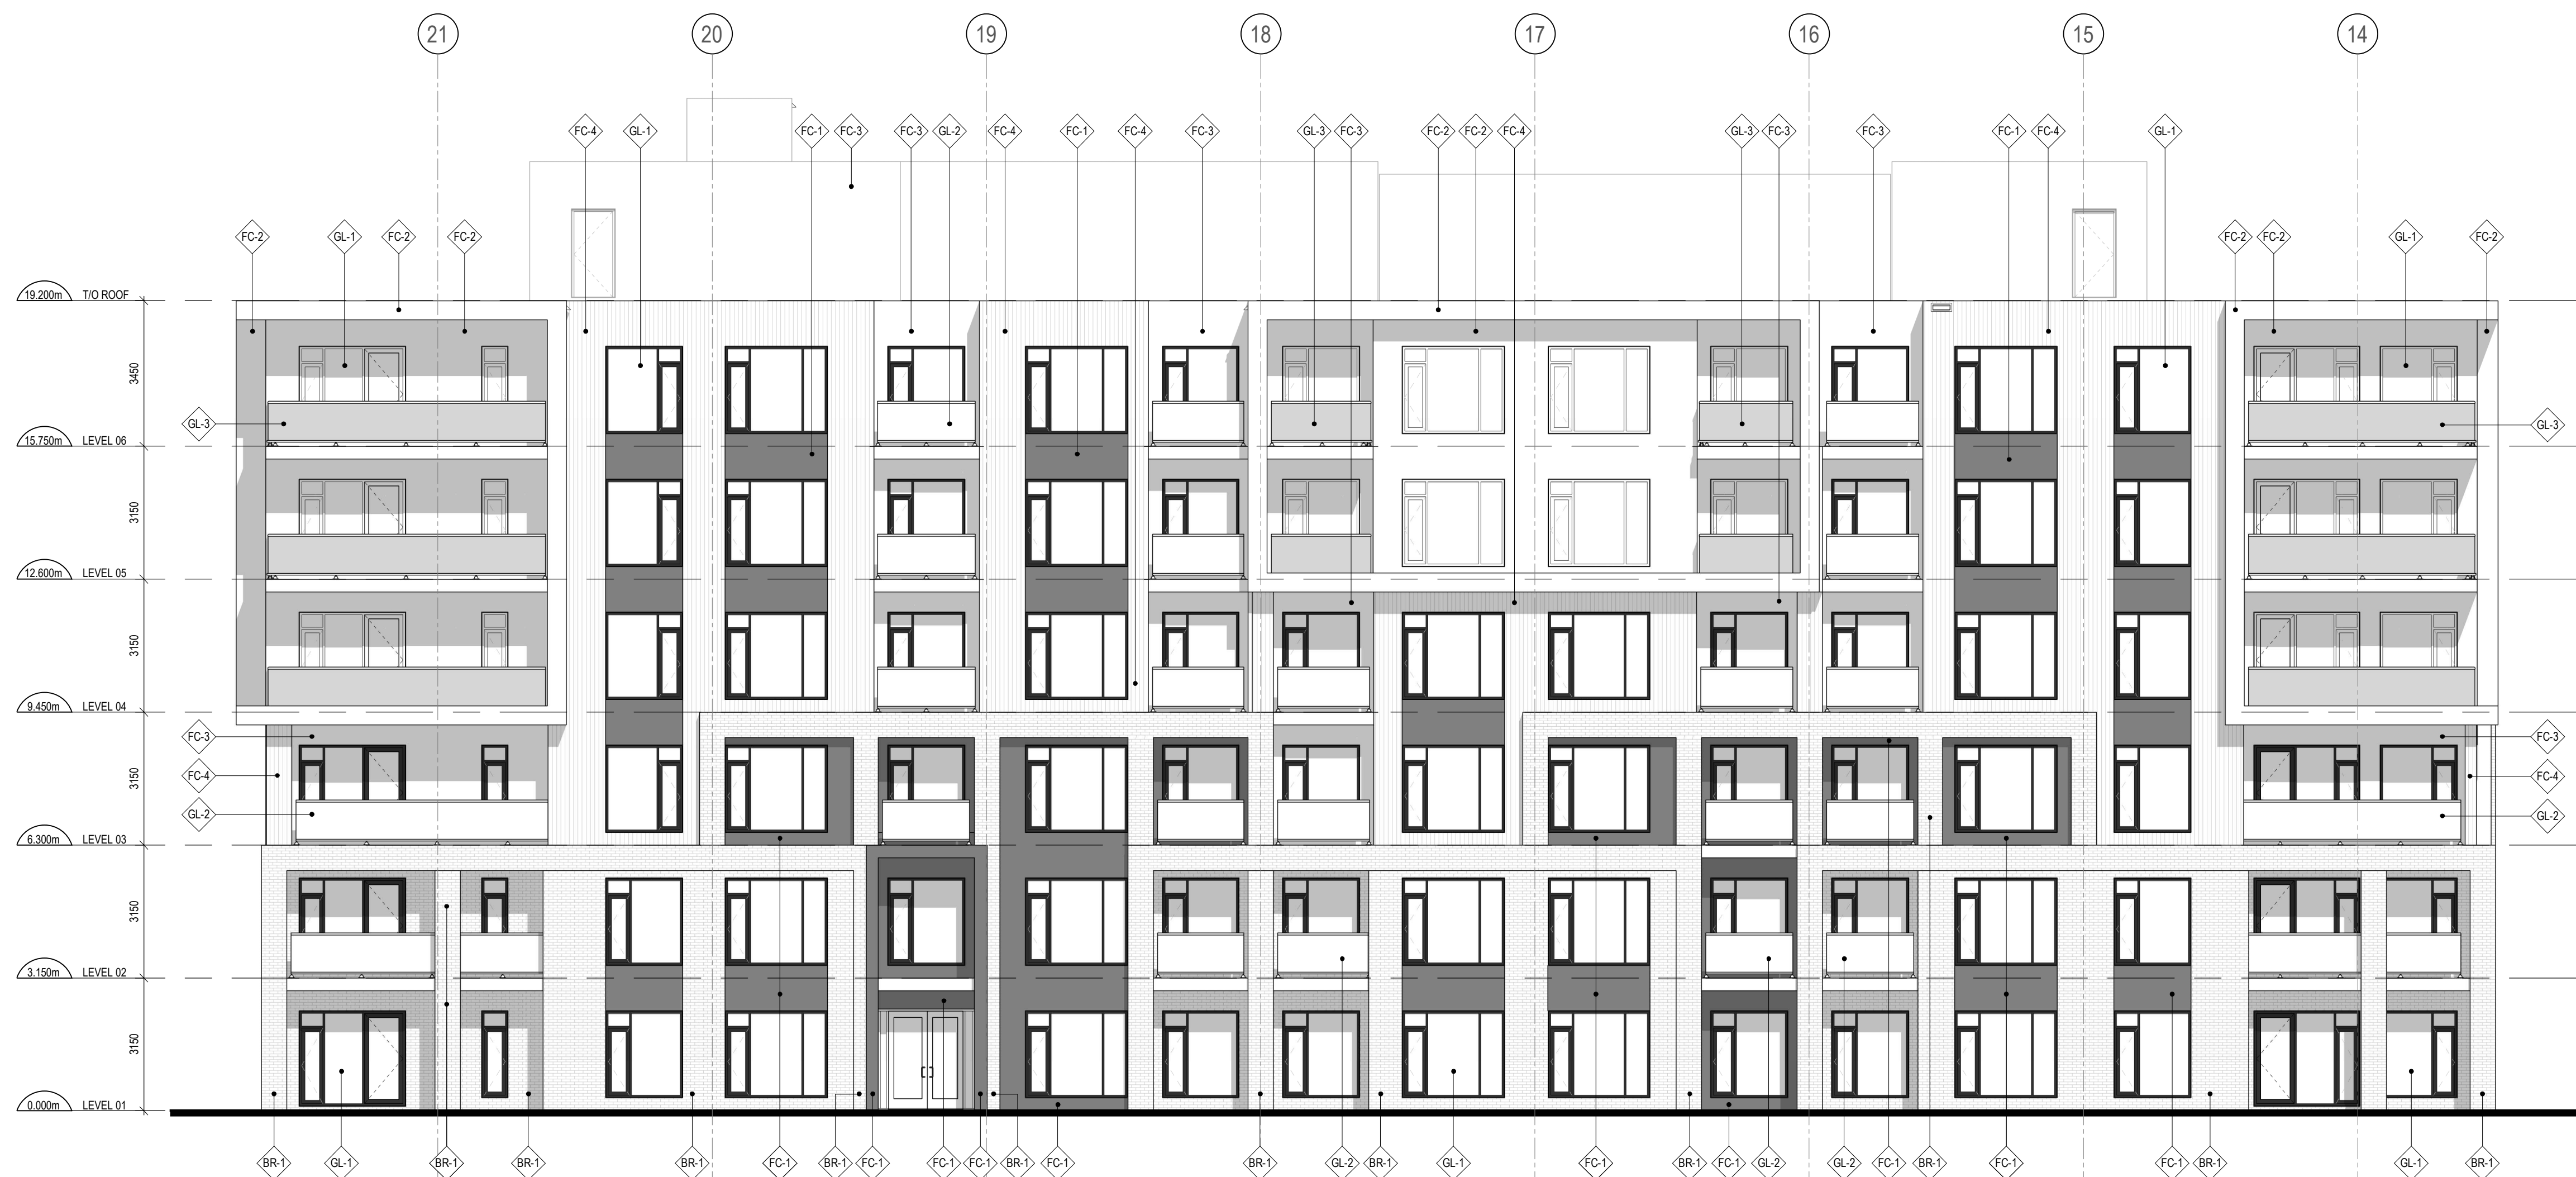 21 20 19 18 17 16 15 14
FC-4 GL-1 FC-1 FC-3 FC-3 GL-2 FC-4 FC-1 FC-4 FC-3 GL-3 FC-3 FC-2 FC-2 FC-4 GL-3 FC-3 FC-3 FC-1 FC-4 GL-1
FC-2 GL-1 FC-2 FC-2 FC-2 FC-2 GL-1 FC-2
19.200m T/O ROOF
3450
GL-3 GL-3
15.750m LEVEL 06
3150
12.600m LEVEL 05
3150
9.450m LEVEL 04
FC-3 FC-3
3150
FC-4 FC-4
GL-2 GL-2
6.300m LEVEL 03
3150
3.150m LEVEL 02
3150
0.000m LEVEL 01
BR-1 GL-1 BR-1 BR-1 BR-1 FC-1 BR-1 FC-1 FC-1 FC-1 BR-1 FC-1 BR-1 GL-2 BR-1 GL-1 FC-1 BR-1 FC-1 GL-2 GL-2 FC-1 BR-1 FC-1 FC-1 BR-1 GL-1 BR-1